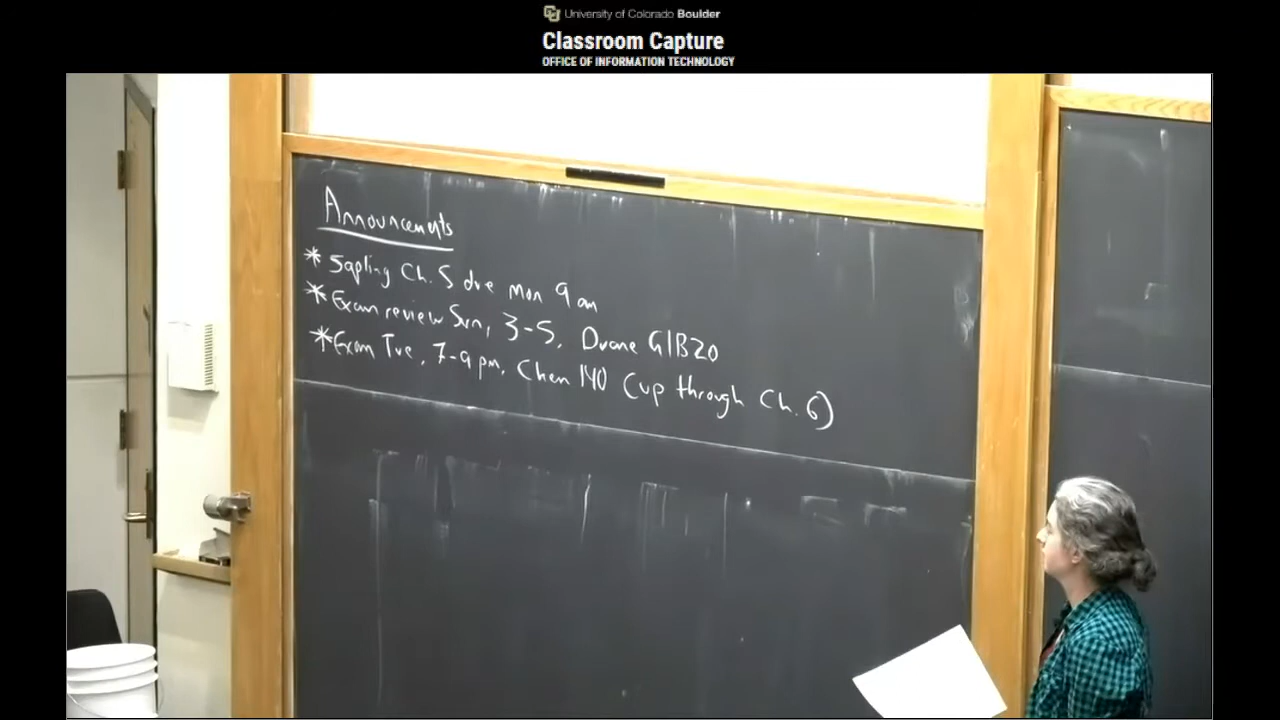 University of Colorado Boulder
Classroom Capture
OFFICE OF INFORMATION TECHNOLOGY
Announcements
* Sapling Ch. 5 due Mon 9 am
* Exam review Sun, 3-5, Duane G1B20
* Exam Tue, 7-9 pm, Chem 140 (up through Ch. 6)